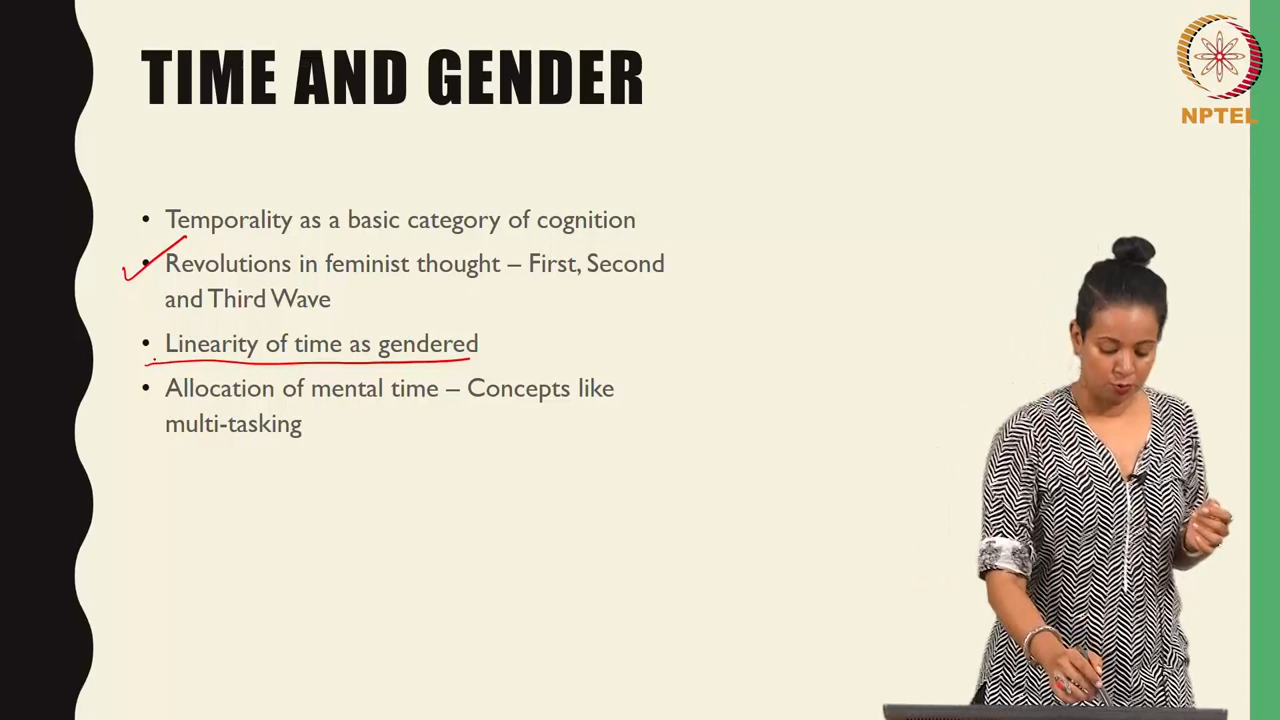 TIME AND GENDER
NPTEL
• Temporality as a basic category of cognition
• Revolutions in feminist thought – First, Second
and Third Wave
• Linearity of time as gendered
• Allocation of mental time – Concepts like
multi-tasking